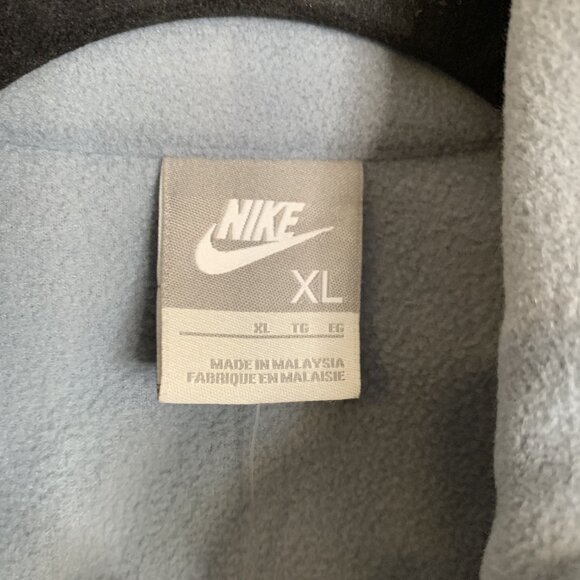 NIKE
XL
XL TG EG
MADE IN MALAYSIA
FABRIQUE EN MALAISIE